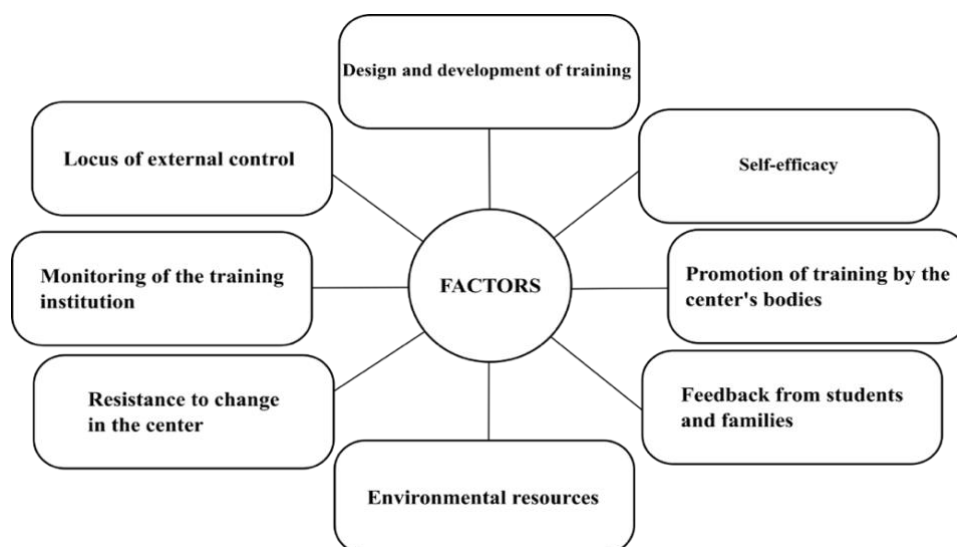 Design and development of training
Locus of external control
Self-efficacy
Monitoring of the training
institution
FACTORS
Promotion of training by the
center's bodies
Resistance to change
in the center
Feedback from students
and families
Environmental resources